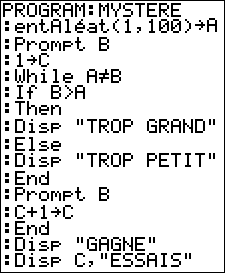 PROGRAM:MYSTERE
:entAléat(1,100)→A
:Prompt B
:1→C
:While A≠B
:If B>A
:Then
:Disp "TROP GRAND"
:Else
:Disp "TROP PETIT"
:End
:Prompt B
:C+1→C
:End
:Disp "GAGNE"
:Disp C,"ESSAIS"